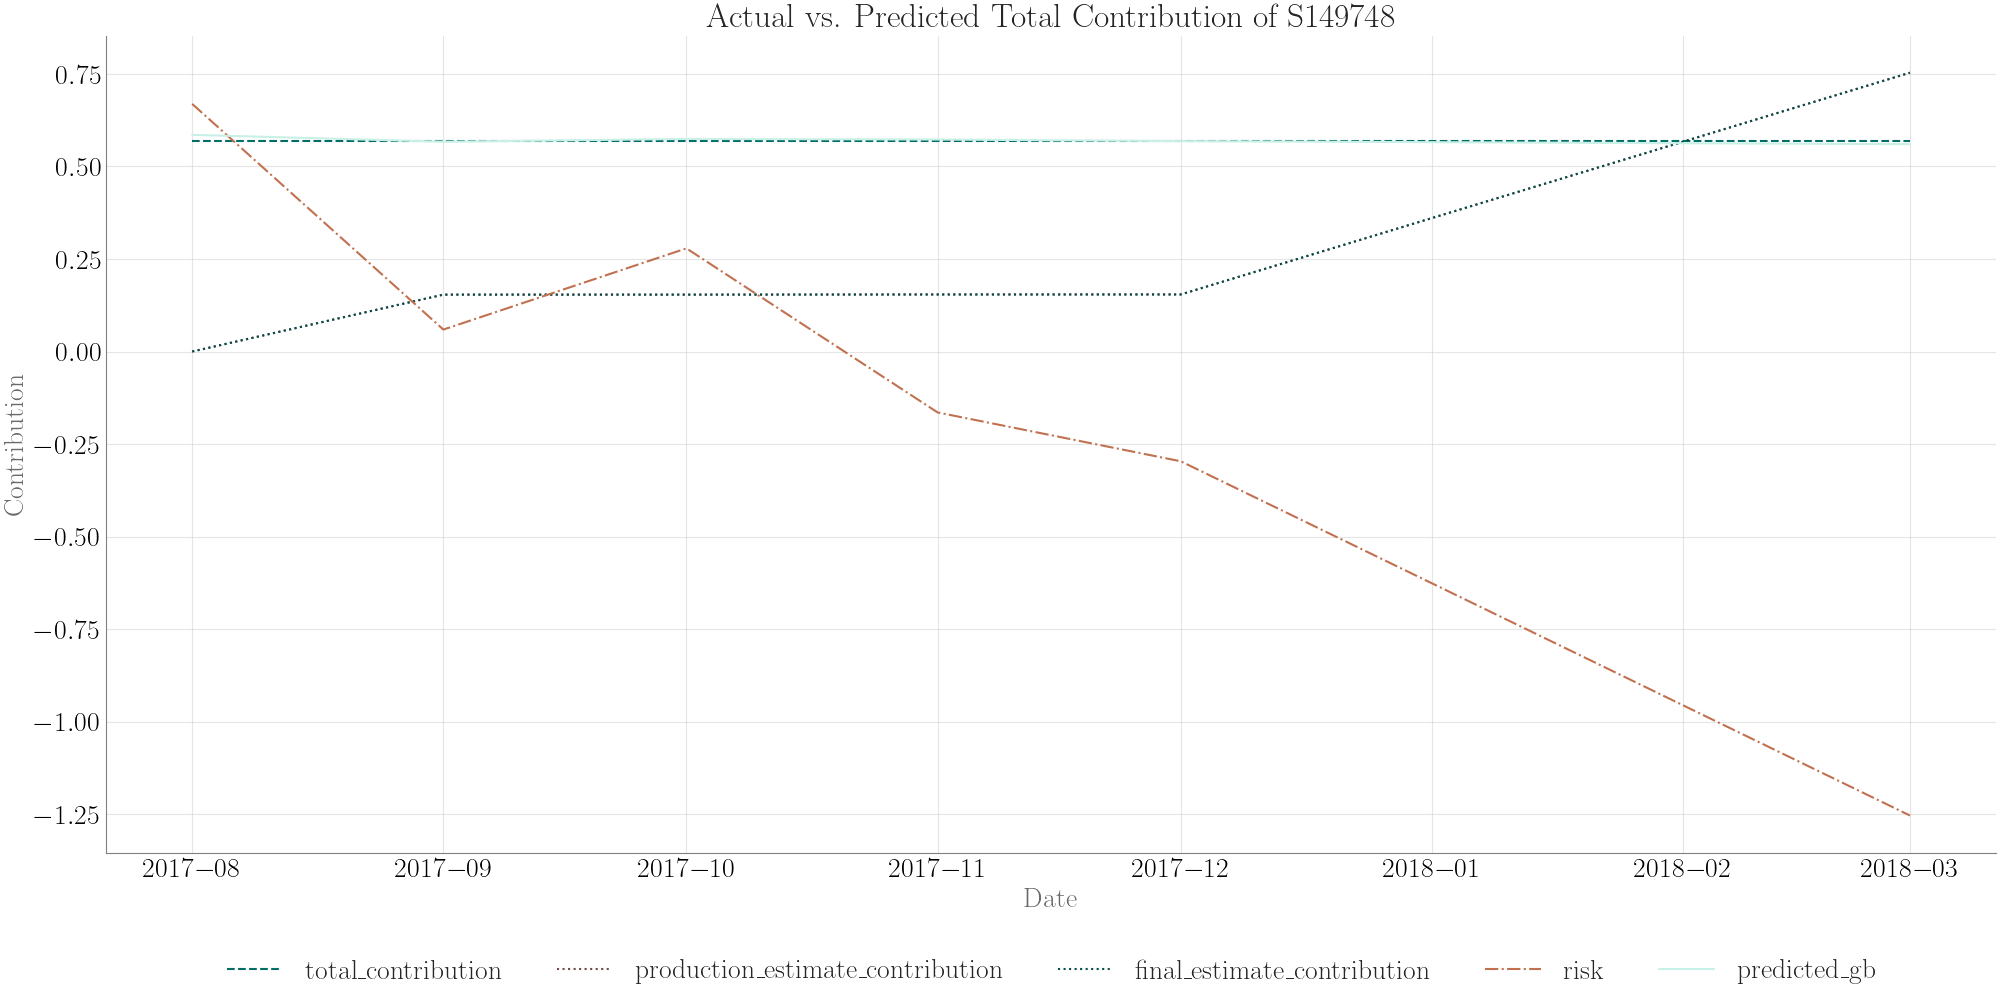 Actual vs. Predicted Total Contribution of S149748
0.75
0.50
0.25
0.00
−0.25
−0.50
−0.75
−1.00
−1.25
Contribution
2017−08 2017−09 2017−10 2017−11 2017−12 2018−01 2018−02 2018−03
Date
total_contribution production_estimate_contribution final_estimate_contribution risk predicted_gb